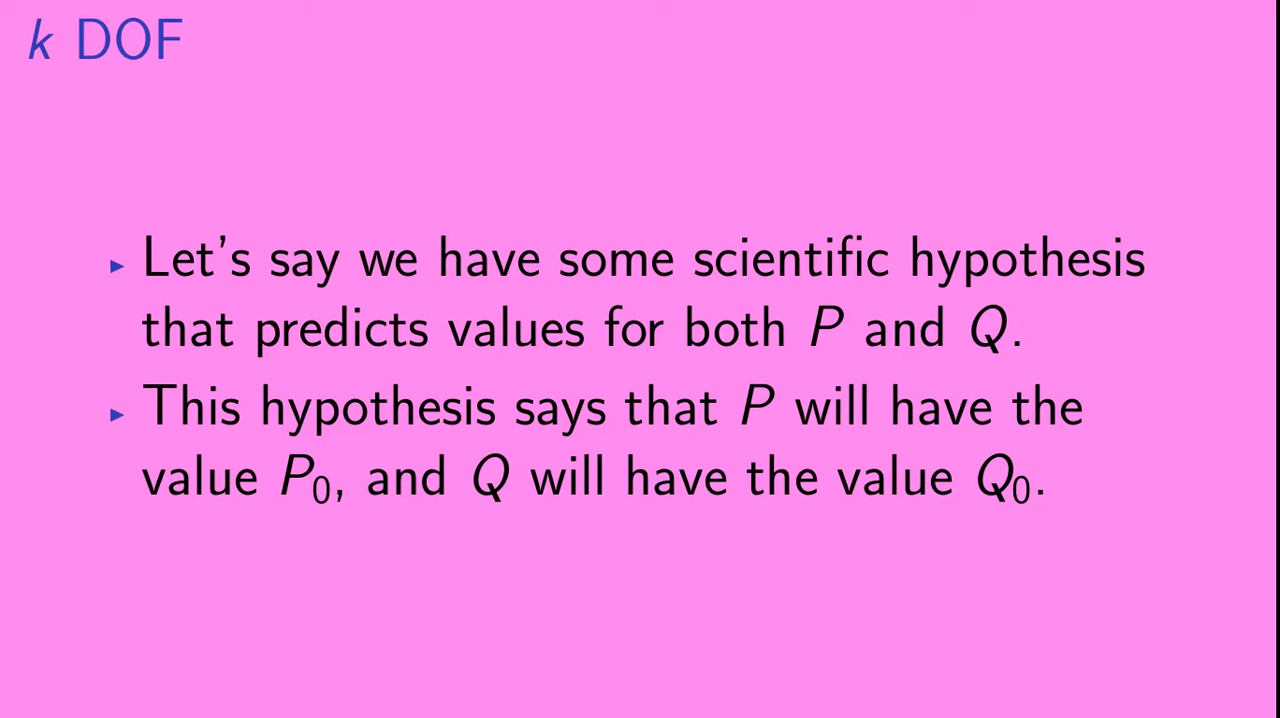 k DOF
▸ Let's say we have some scientific hypothesis
that predicts values for both P and Q.
▸ This hypothesis says that P will have the
value P₀, and Q will have the value Q₀.